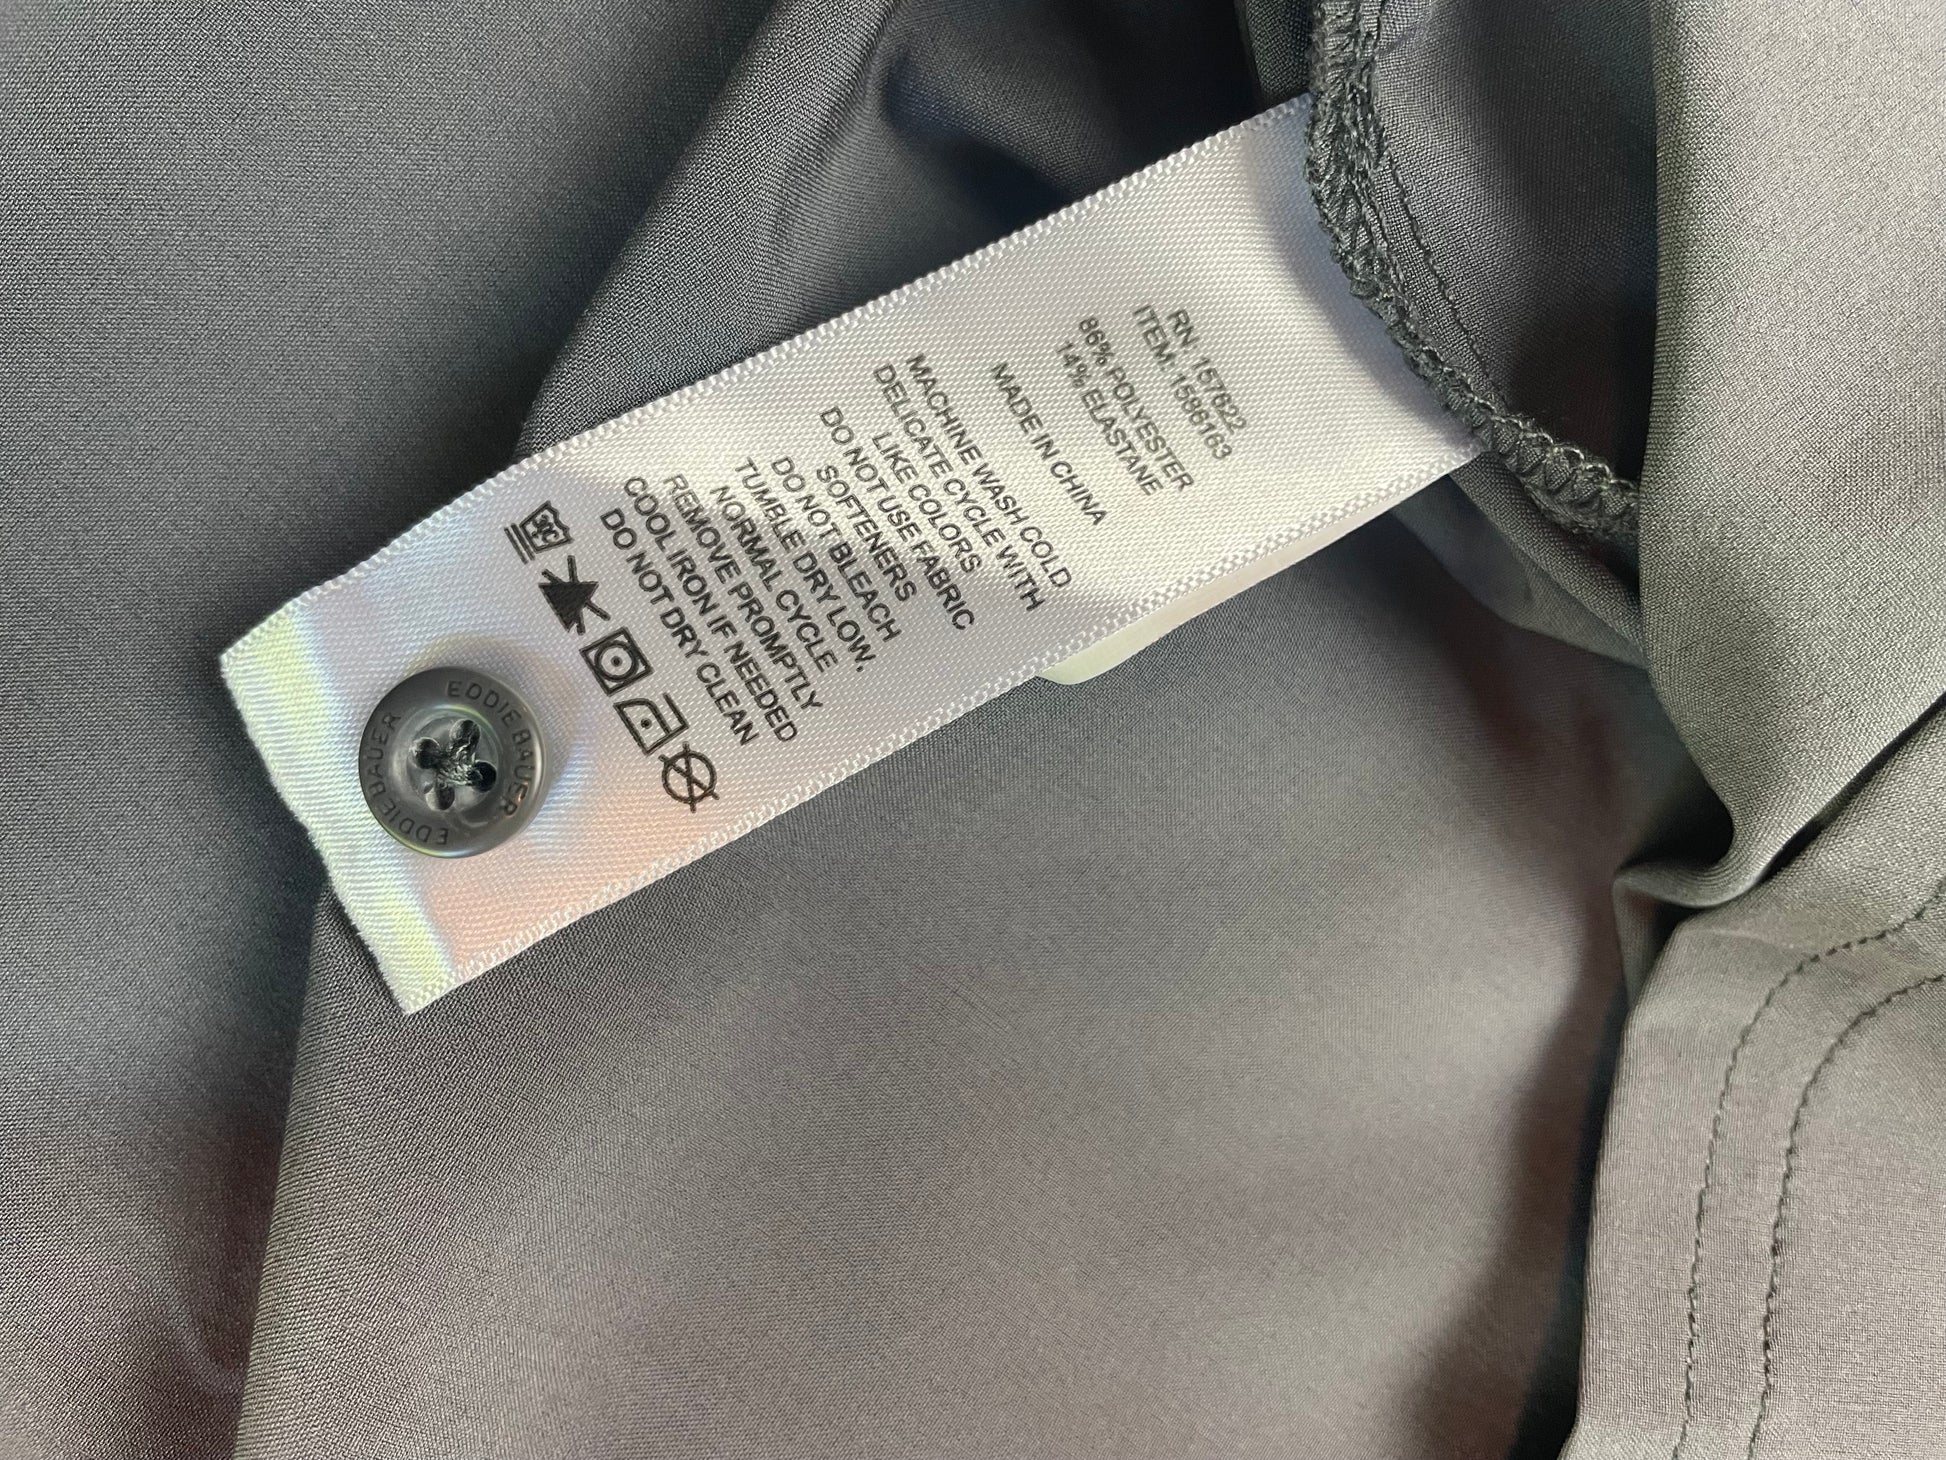 RN 157622
ITEM: 1586163
86% POLYESTER
14% ELASTANE
MADE IN CHINA
MACHINE WASH COLD
DELICATE CYCLE WITH
LIKE COLORS
DO NOT USE FABRIC
SOFTENERS
DO NOT BLEACH
TUMBLE DRY LOW,
NORMAL CYCLE
REMOVE PROMPTLY
COOL IRON IF NEEDED
DO NOT DRY CLEAN
30C
EDDIE BAUER
EDDIE BAUER